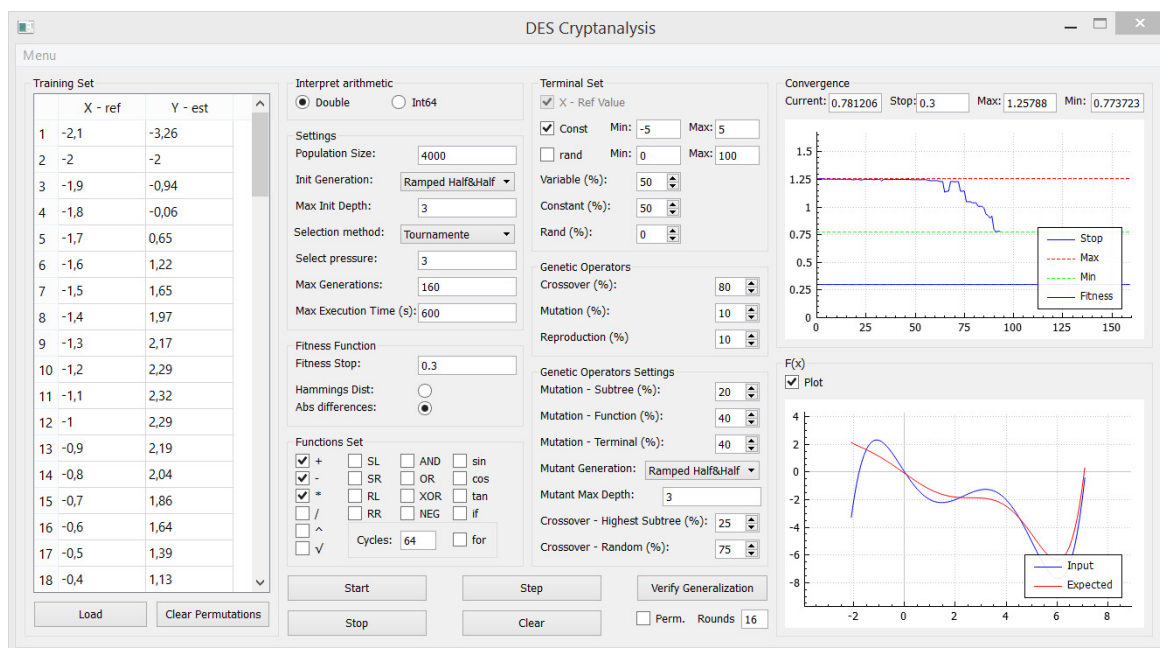 DES Cryptanalysis
Menu
Training Set
X - ref Y - est
1 -2,1 -3,26
2 -2 -2
3 -1,9 -0,94
4 -1,8 -0,06
5 -1,7 0,65
6 -1,6 1,22
7 -1,5 1,65
8 -1,4 1,97
9 -1,3 2,17
10 -1,2 2,29
11 -1,1 2,32
12 -1 2,29
13 -0,9 2,19
14 -0,8 2,04
15 -0,7 1,86
16 -0,6 1,64
17 -0,5 1,39
18 -0,4 1,13
Load Clear Permutations
Interpret arithmetic
Double Int64
Settings
Population Size: 4000
Init Generation: Ramped Half&Half
Max Init Depth: 3
Selection method: Tournamente
Select pressure: 3
Max Generations: 160
Max Execution Time (s): 600
Fitness Function
Fitness Stop: 0.3
Hammings Dist:
Abs differences:
Functions Set
+ SL AND sin
- SR OR cos
* RL XOR tan
/ RR NEG if
^ Cycles: 64 for
√
Start Step Verify Generalization
Stop Clear Perm. Rounds 16
Terminal Set
X - Ref Value
Const Min: -5 Max: 5
rand Min: 0 Max: 100
Variable (%): 50
Constant (%): 50
Rand (%): 0
Genetic Operators
Crossover (%): 80
Mutation (%): 10
Reproduction (%) 10
Genetic Operators Settings
Mutation - Subtree (%): 20
Mutation - Function (%): 40
Mutation - Terminal (%): 40
Mutant Generation: Ramped Half&Half
Mutant Max Depth: 3
Crossover - Highest Subtree (%): 25
Crossover - Random (%): 75
Convergence
Current: 0.781206 Stop: 0.3 Max: 1.25788 Min: 0.773723
1.5
1.25
1
0.75
0.5
0.25
0
0 25 50 75 100 125 150
Stop
Max
Min
Fitness
F(x)
Plot
4
2
0
-2
-4
-6
-8
-2 0 2 4 6 8
Input
Expected